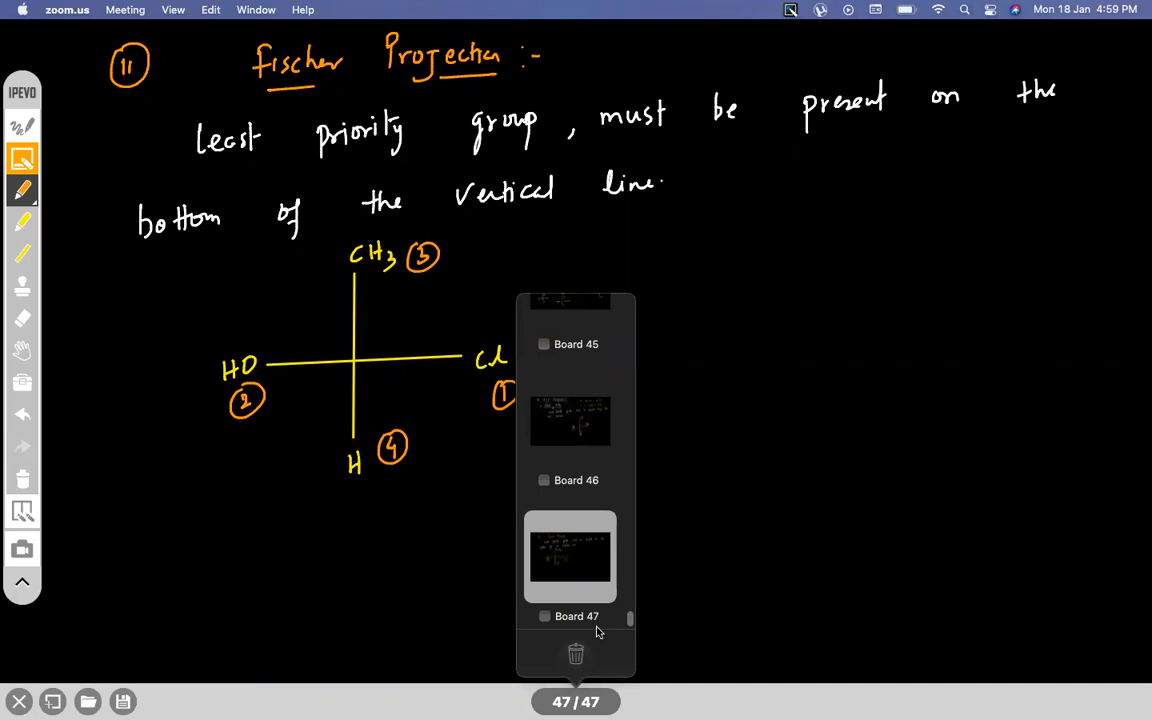 zoom.us Meeting View Edit Window Help Mon 18 Jan 4:59 PM
IPEVO
11 Fischer Projection :-
least priority group, must be present on the
bottom of the vertical line.
CH3 3
HO Cl
2 1
H 4
Board 45
Board 46
Board 47
47 / 47